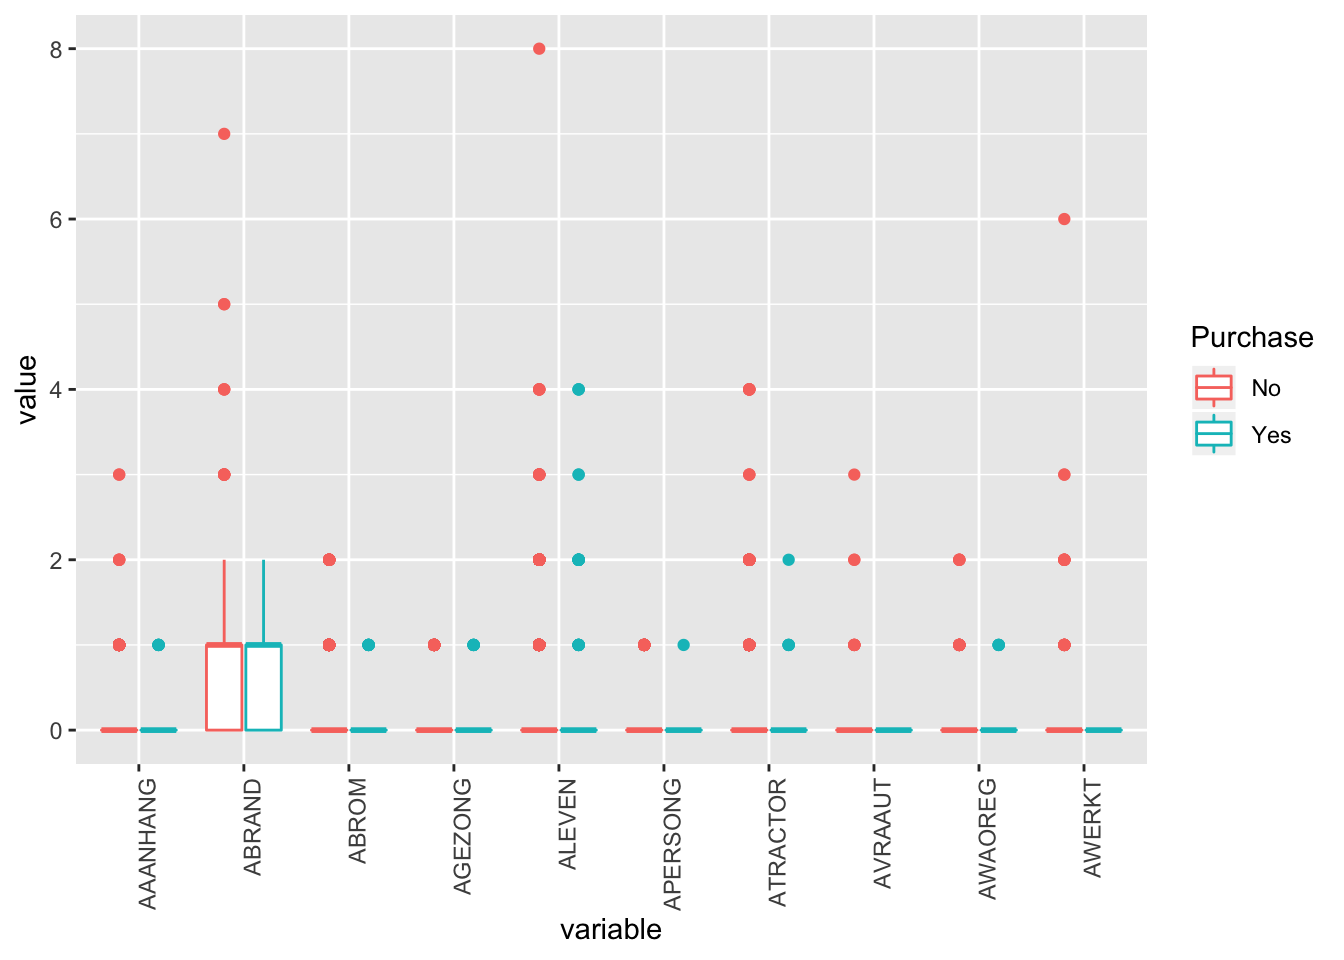 8
6
4
2
0
value
AAANHANG
ABRAND
ABROM
AGEZONG
ALEVEN
APERSONG
ATRACTOR
AVRAAUT
AWAOREG
AWERKT
variable
Purchase
No
Yes